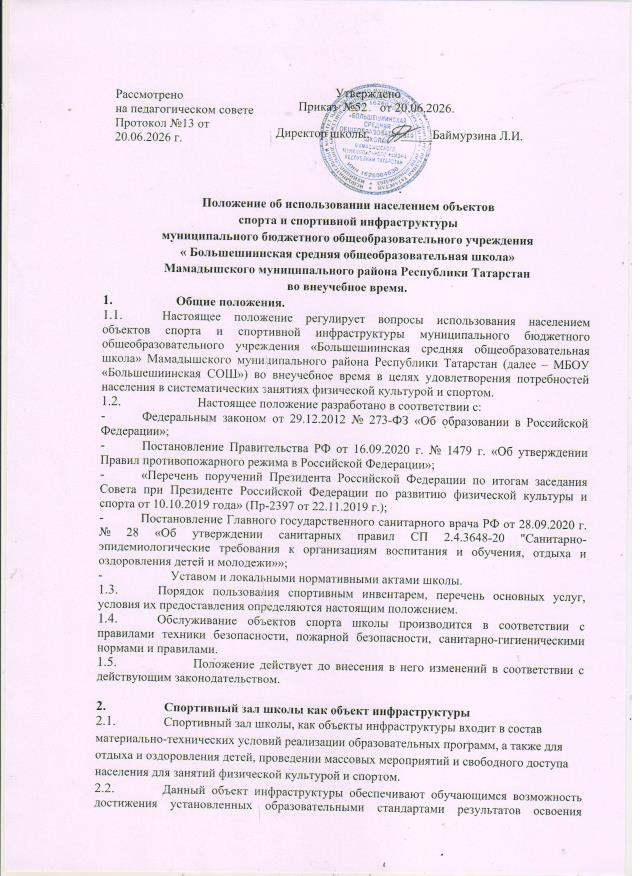 Рассмотрено
на педагогическом совете
Протокол №13 от
20.06.2026 г.
Утверждено
Приказ №52 от 20.06.2026.
Директор школы: Баймурзина Л.И.
«БОЛЬШЕШИИНСКАЯ
СРЕДНЯЯ
ОБЩЕОБРАЗОВАТЕЛЬНАЯ
ШКОЛА»
МАМАДЫШСКОГО
МУНИЦИПАЛЬНОГО РАЙОНА
РЕСПУБЛИКИ ТАТАРСТАН
Положение об использовании населением объектов
спорта и спортивной инфраструктуры
муниципального бюджетного общеобразовательного учреждения
« Большешиинская средняя общеобразовательная школа»
Мамадышского муниципального района Республики Татарстан
во внеучебное время.
1. Общие положения.
1.1. Настоящее положение регулирует вопросы использования населением
объектов спорта и спортивной инфраструктуры муниципального бюджетного
общеобразовательного учреждения «Большешиинская средняя общеобразовательная
школа» Мамадышского муниципального района Республики Татарстан (далее – МБОУ
«Большешиинская СОШ») во внеучебное время в целях удовлетворения потребностей
населения в систематических занятиях физической культурой и спортом.
1.2. Настоящее положение разработано в соответствии с:
- Федеральным законом от 29.12.2012 № 273-ФЗ «Об образовании в Российской
Федерации»;
- Постановление Правительства РФ от 16.09.2020 г. № 1479 г. «Об утверждении
Правил противопожарного режима в Российской Федерации»;
- «Перечень поручений Президента Российской Федерации по итогам заседания
Совета при Президенте Российской Федерации по развитию физической культуры и
спорта от 10.10.2019 года» (Пр-2397 от 22.11.2019 г.);
- Постановление Главного государственного санитарного врача РФ от 28.09.2020 г.
№ 28 «Об утверждении санитарных правил СП 2.4.3648-20 "Санитарно-
эпидемиологические требования к организациям воспитания и обучения, отдыха и
оздоровления детей и молодежи»»;
- Уставом и локальными нормативными актами школы.
1.3. Порядок пользования спортивным инвентарем, перечень основных услуг,
условия их предоставления определяются настоящим положением.
1.4. Обслуживание объектов спорта школы производится в соответствии с
правилами техники безопасности, пожарной безопасности, санитарно-гигиеническими
нормами и правилами.
1.5. Положение действует до внесения в него изменений в соответствии с
действующим законодательством.
2. Спортивный зал школы как объект инфраструктуры
2.1. Спортивный зал школы, как объекты инфраструктуры входит в состав
материально-технических условий реализации образовательных программ, а также для
отдыха и оздоровления детей, проведении массовых мероприятий и свободного доступа
населения для занятий физической культурой и спортом.
2.2. Данный объект инфраструктуры обеспечивают обучающимся возможность
достижения установленных образовательными стандартами результатов освоения